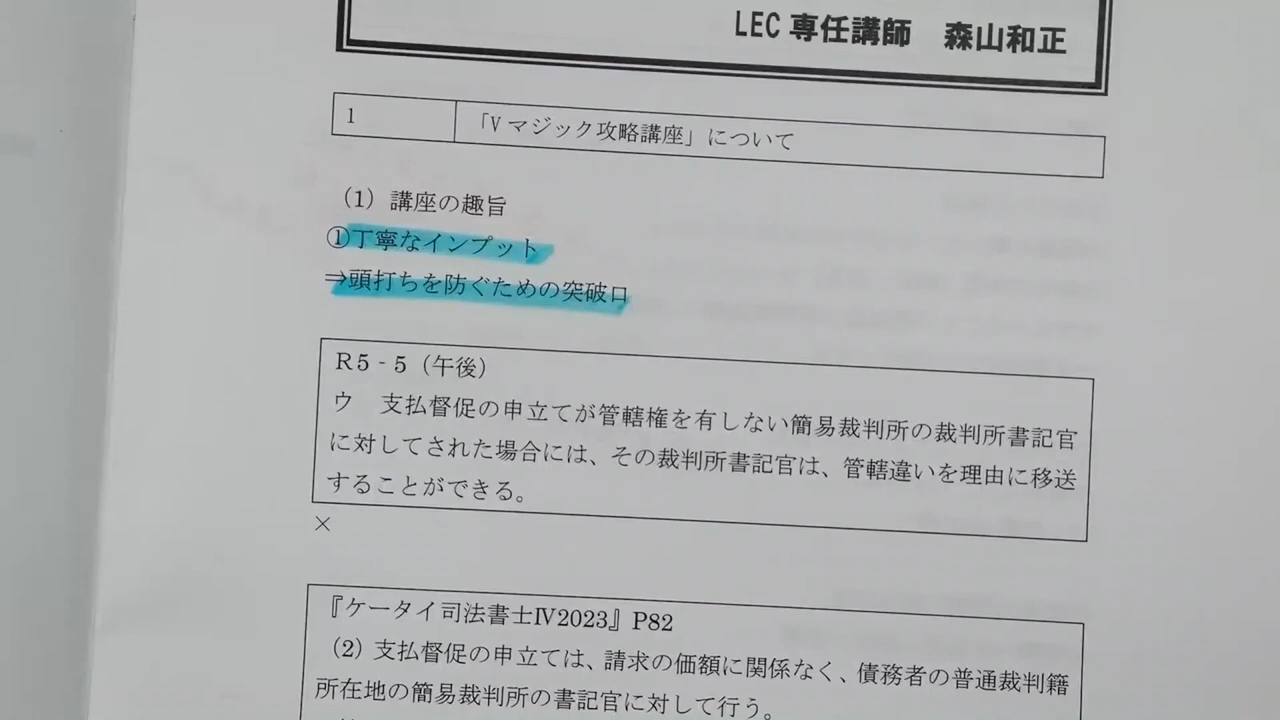 LEC 専任講師　森山和正
1 「Vマジック攻略講座」について
(1) 講座の趣旨
①丁寧なインプット
⇒頭打ちを防ぐための突破口
R5‐5（午後）
ウ　支払督促の申立てが管轄権を有しない簡易裁判所の裁判所書記官
に対してされた場合には、その裁判所書記官は、管轄違いを理由に移送
することができる。
×
『ケータイ司法書士Ⅳ2023』P82
(2) 支払督促の申立ては、請求の価額に関係なく、債務者の普通裁判籍
所在地の簡易裁判所の書記官に対して行う。